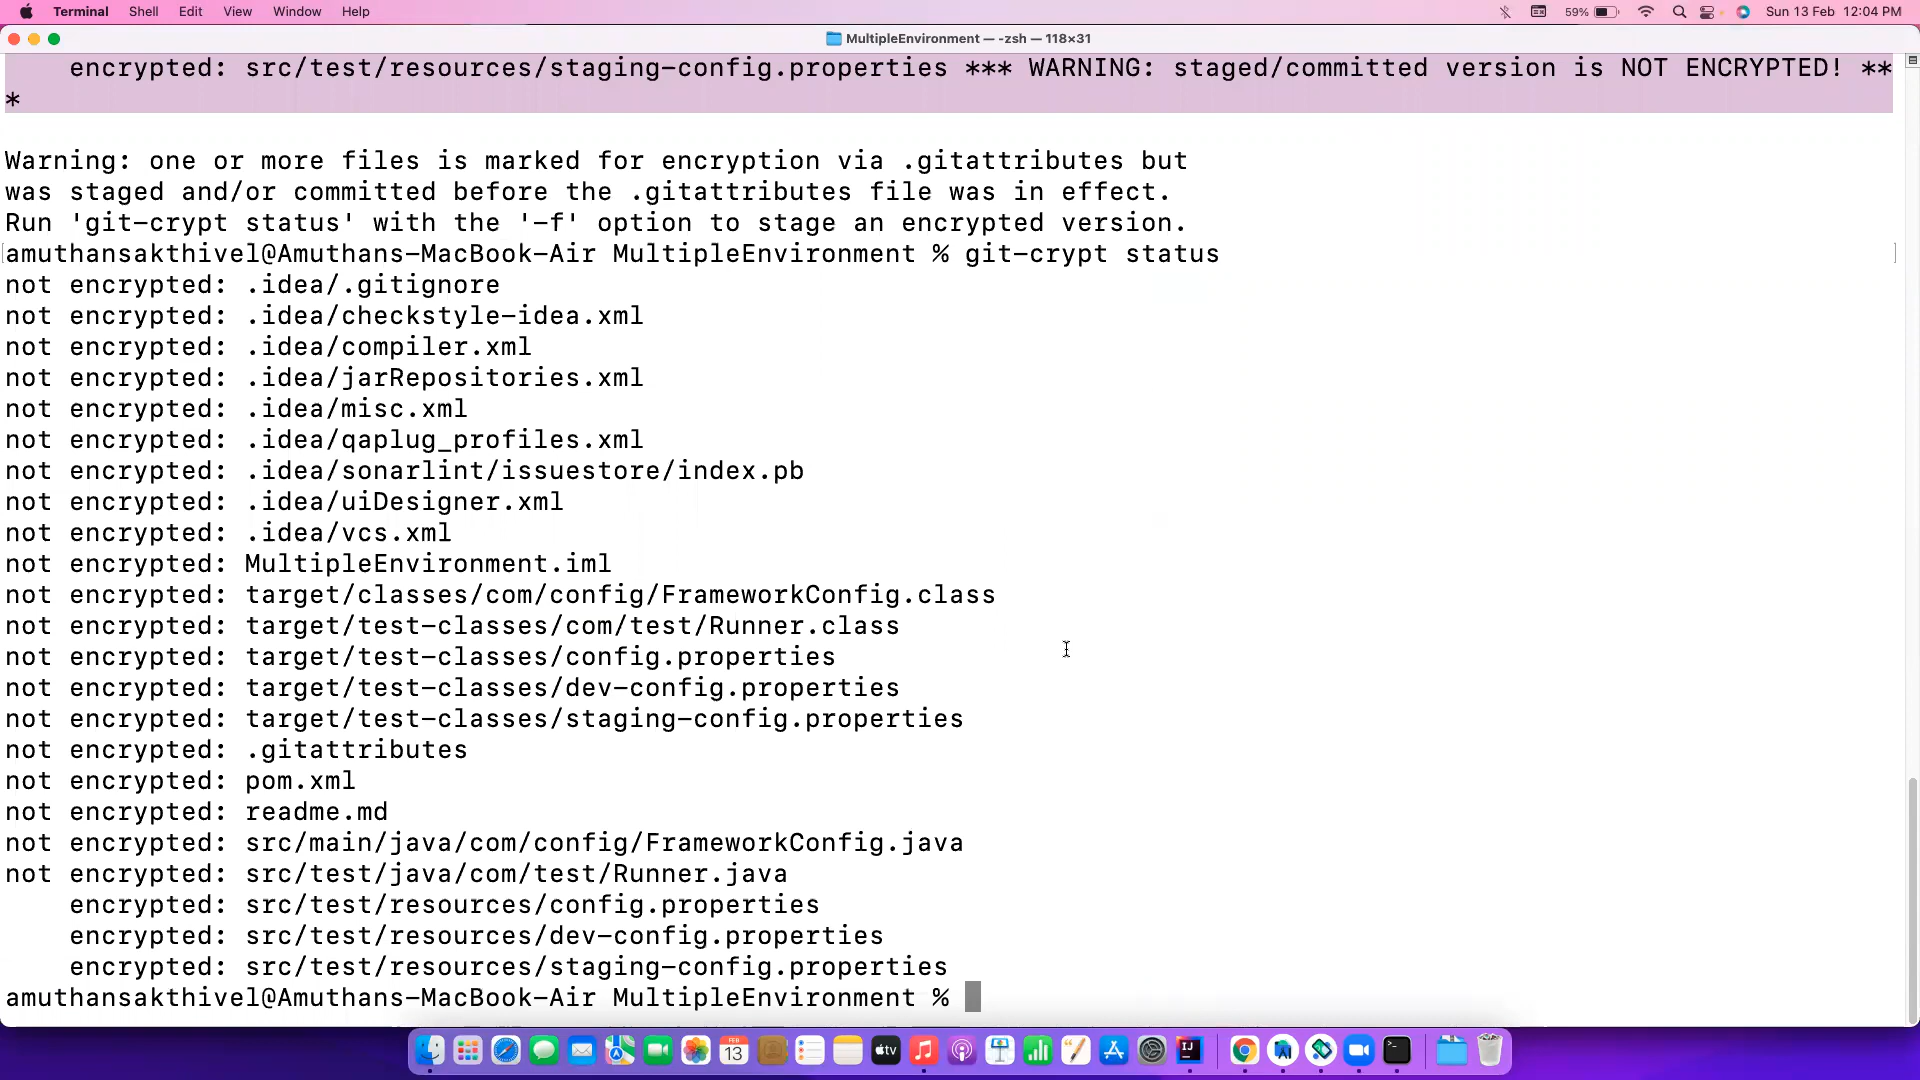 Terminal Shell Edit View Window Help 59% Sun 13 Feb 12:04 PM
MultipleEnvironment — -zsh — 118×31
encrypted: src/test/resources/staging-config.properties *** WARNING: staged/committed version is NOT ENCRYPTED! **
*
Warning: one or more files is marked for encryption via .gitattributes but
was staged and/or committed before the .gitattributes file was in effect.
Run 'git-crypt status' with the '-f' option to stage an encrypted version.
amuthansakthivel@Amuthans-MacBook-Air MultipleEnvironment % git-crypt status
not encrypted: .idea/.gitignore
not encrypted: .idea/checkstyle-idea.xml
not encrypted: .idea/compiler.xml
not encrypted: .idea/jarRepositories.xml
not encrypted: .idea/misc.xml
not encrypted: .idea/qaplug_profiles.xml
not encrypted: .idea/sonarlint/issuestore/index.pb
not encrypted: .idea/uiDesigner.xml
not encrypted: .idea/vcs.xml
not encrypted: MultipleEnvironment.iml
not encrypted: target/classes/com/config/FrameworkConfig.class
not encrypted: target/test-classes/com/test/Runner.class
not encrypted: target/test-classes/config.properties
not encrypted: target/test-classes/dev-config.properties
not encrypted: target/test-classes/staging-config.properties
not encrypted: .gitattributes
not encrypted: pom.xml
not encrypted: readme.md
not encrypted: src/main/java/com/config/FrameworkConfig.java
not encrypted: src/test/java/com/test/Runner.java
encrypted: src/test/resources/config.properties
encrypted: src/test/resources/dev-config.properties
encrypted: src/test/resources/staging-config.properties
amuthansakthivel@Amuthans-MacBook-Air MultipleEnvironment %
FEB
13
tv
IJ